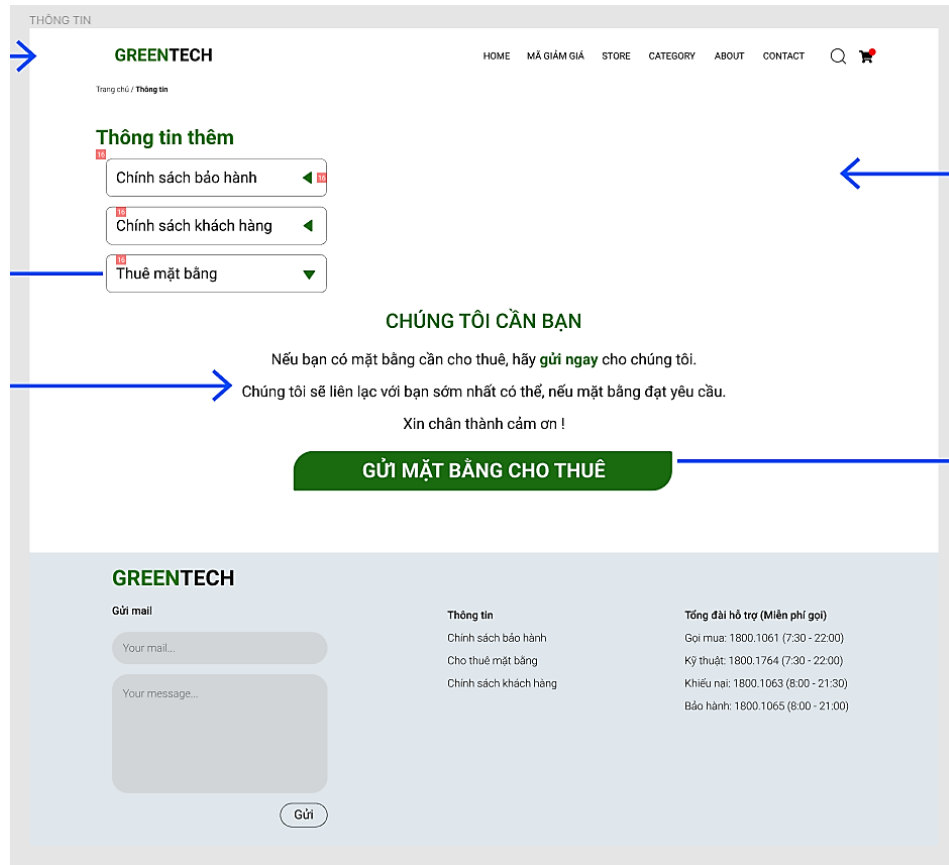 THÔNG TIN
GREENTECH
HOME MÃ GIẢM GIÁ STORE CATEGORY ABOUT CONTACT
Trang chủ / Thông tin
Thông tin thêm
16
Chính sách bảo hành
16
16
Chính sách khách hàng
16
Thuê mặt bằng
CHÚNG TÔI CẦN BẠN
Nếu bạn có mặt bằng cần cho thuê, hãy gửi ngay cho chúng tôi.
Chúng tôi sẽ liên lạc với bạn sớm nhất có thể, nếu mặt bằng đạt yêu cầu.
Xin chân thành cảm ơn !
GỬI MẶT BẰNG CHO THUÊ
GREENTECH
Gửi mail
Your mail...
Your message...
Gửi
Thông tin
Chính sách bảo hành
Cho thuê mặt bằng
Chính sách khách hàng
Tổng đài hỗ trợ (Miễn phí gọi)
Gọi mua: 1800.1061 (7:30 - 22:00)
Kỹ thuật: 1800.1764 (7:30 - 22:00)
Khiếu nại: 1800.1063 (8:00 - 21:30)
Bảo hành: 1800.1065 (8:00 - 21:00)